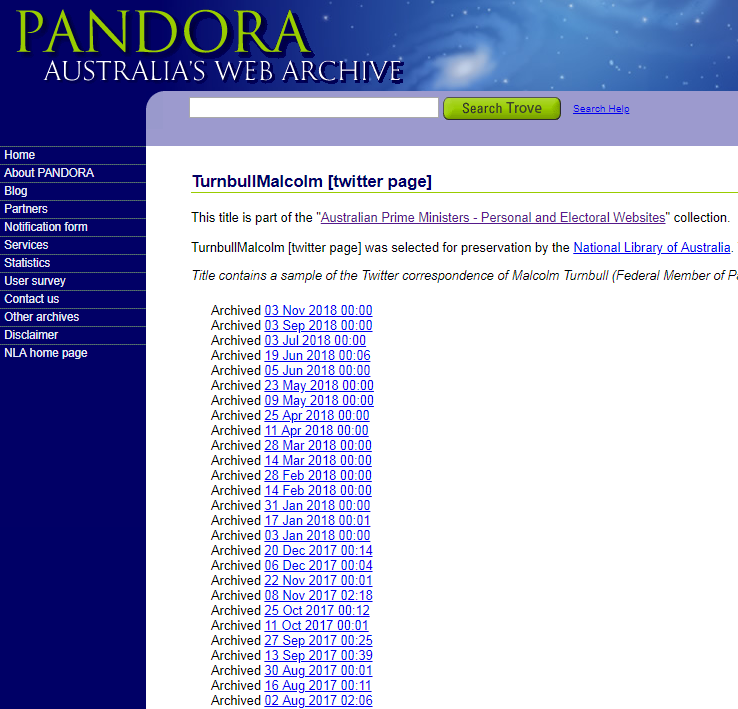 PANDORA
AUSTRALIA'S WEB ARCHIVE
Search Trove
Search Help
Home
About PANDORA
Blog
Partners
Notification form
Services
Statistics
User survey
Contact us
Other archives
Disclaimer
NLA home page
TurnbullMalcolm [twitter page]
This title is part of the "Australian Prime Ministers - Personal and Electoral Websites" collection.
TurnbullMalcolm [twitter page] was selected for preservation by the National Library of Australia.
Title contains a sample of the Twitter correspondence of Malcolm Turnbull (Federal Member of
Archived 03 Nov 2018 00:00
Archived 03 Sep 2018 00:00
Archived 03 Jul 2018 00:00
Archived 19 Jun 2018 00:06
Archived 05 Jun 2018 00:00
Archived 23 May 2018 00:00
Archived 09 May 2018 00:00
Archived 25 Apr 2018 00:00
Archived 11 Apr 2018 00:00
Archived 28 Mar 2018 00:00
Archived 14 Mar 2018 00:00
Archived 28 Feb 2018 00:00
Archived 14 Feb 2018 00:00
Archived 31 Jan 2018 00:00
Archived 17 Jan 2018 00:01
Archived 03 Jan 2018 00:00
Archived 20 Dec 2017 00:14
Archived 06 Dec 2017 00:04
Archived 22 Nov 2017 00:01
Archived 08 Nov 2017 02:18
Archived 25 Oct 2017 00:12
Archived 11 Oct 2017 00:01
Archived 27 Sep 2017 00:25
Archived 13 Sep 2017 00:39
Archived 30 Aug 2017 00:01
Archived 16 Aug 2017 00:11
Archived 02 Aug 2017 02:06